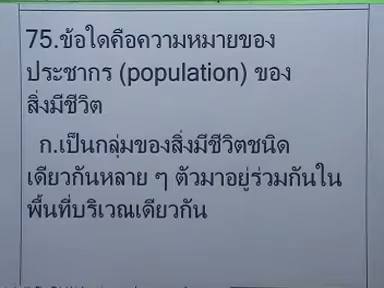 75.ข้อใดคือความหมายของ
ประชากร (population) ของ
สิ่งมีชีวิต
ก.เป็นกลุ่มของสิ่งมีชีวิตชนิด
เดียวกันหลาย ๆ ตัวมาอยู่ร่วมกันใน
พื้นที่บริเวณเดียวกัน